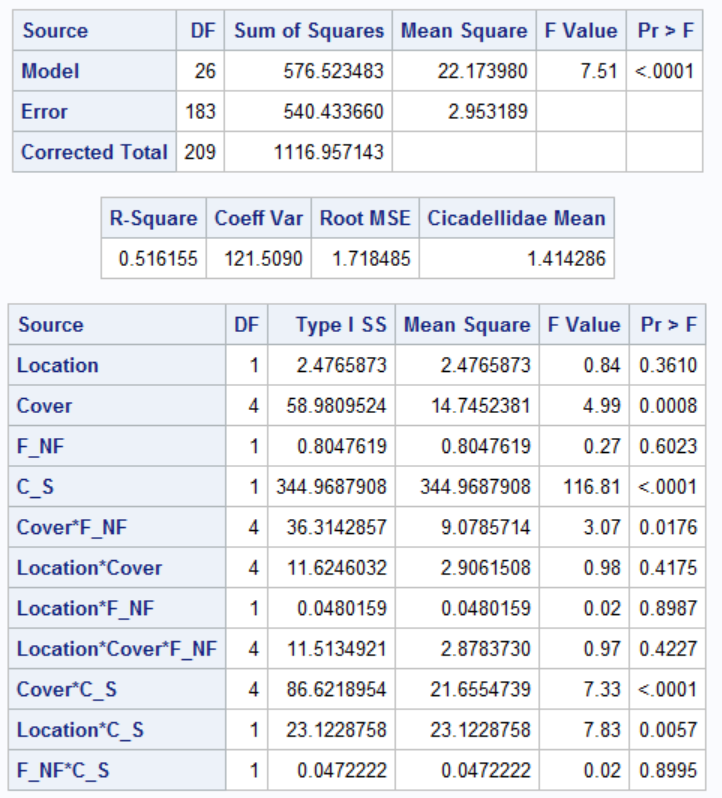 Source DF Sum of Squares Mean Square F Value Pr > F
Model 26 576.523483 22.173980 7.51 <.0001
Error 183 540.433660 2.953189
Corrected Total 209 1116.957143
R-Square Coeff Var Root MSE Cicadellidae Mean
0.516155 121.5090 1.718485 1.414286
Source DF Type I SS Mean Square F Value Pr > F
Location 1 2.4765873 2.4765873 0.84 0.3610
Cover 4 58.9809524 14.7452381 4.99 0.0008
F_NF 1 0.8047619 0.8047619 0.27 0.6023
C_S 1 344.9687908 344.9687908 116.81 <.0001
Cover*F_NF 4 36.3142857 9.0785714 3.07 0.0176
Location*Cover 4 11.6246032 2.9061508 0.98 0.4175
Location*F_NF 1 0.0480159 0.0480159 0.02 0.8987
Location*Cover*F_NF 4 11.5134921 2.8783730 0.97 0.4227
Cover*C_S 4 86.6218954 21.6554739 7.33 <.0001
Location*C_S 1 23.1228758 23.1228758 7.83 0.0057
F_NF*C_S 1 0.0472222 0.0472222 0.02 0.8995